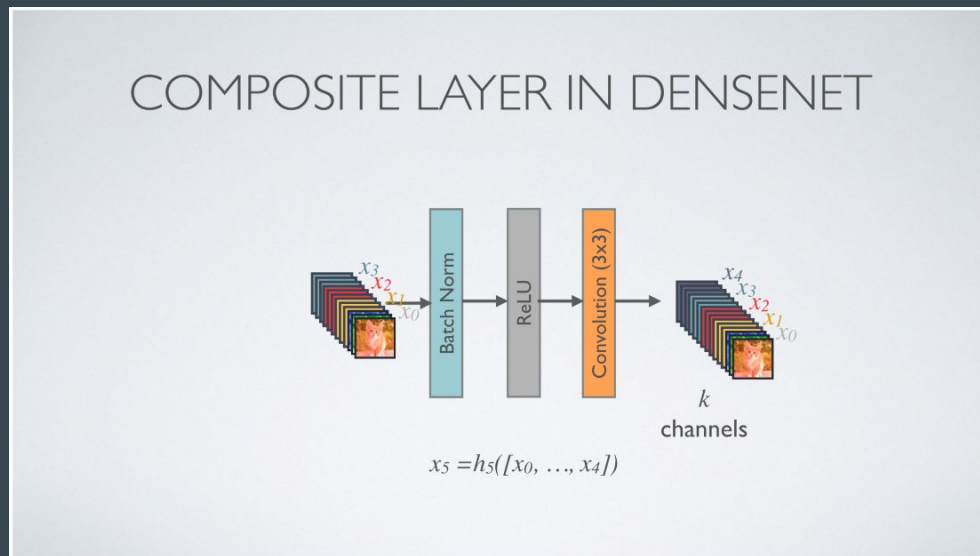 COMPOSITE LAYER IN DENSENET
x3
x2
x1
x0
Batch Norm
ReLU
Convolution (3x3)
x4
x3
x2
x1
x0
k
channels
x5 =h5([x0, …, x4])